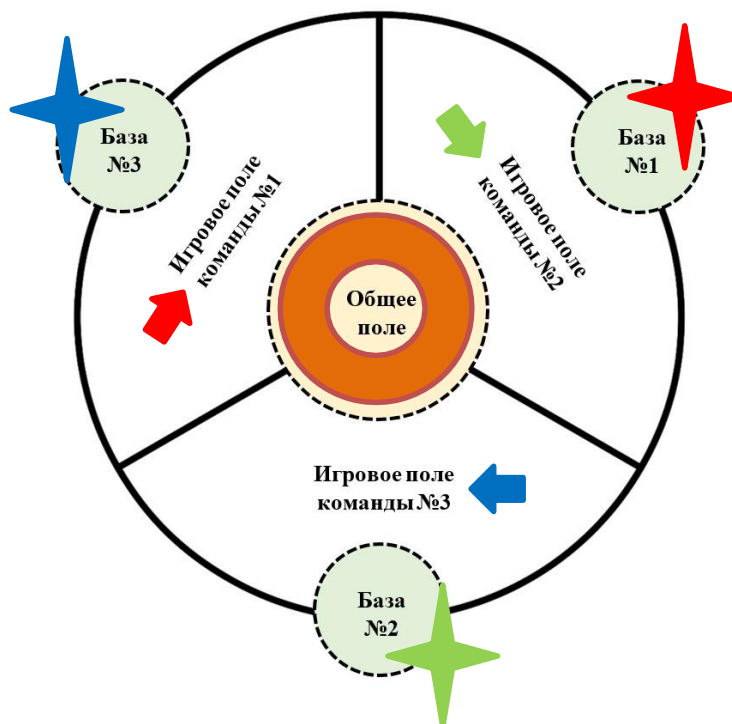 База
№3
База
№1
Игровое поле
команды №1
Игровое поле
команды №2
Общее
поле
Игровое поле
команды №3
База
№2